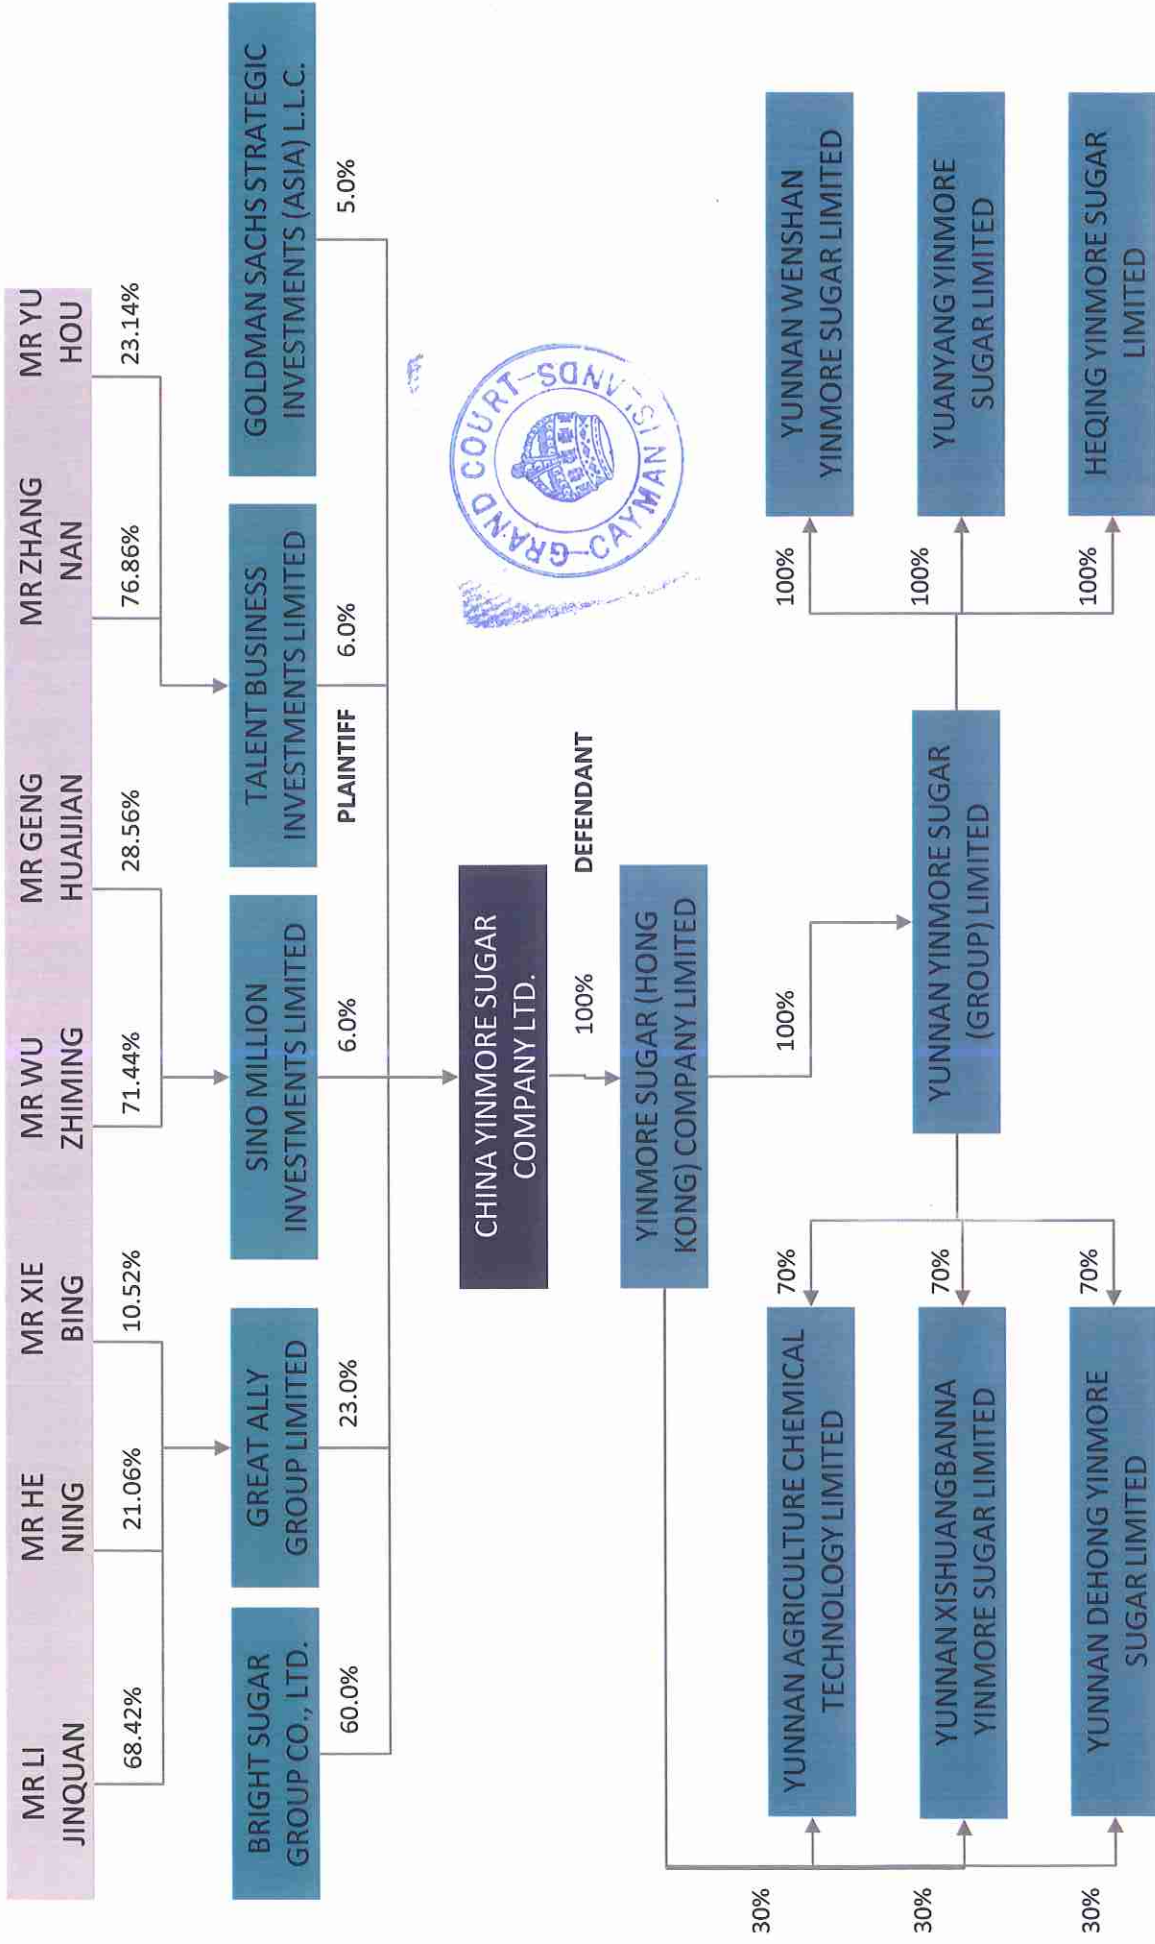 MR LI
JINQUAN
MR HE
NING
MR XIE
BING
MR WU
ZHIMING
MR GENG
HUAIJIAN
MR ZHANG
NAN
MR YU
HOU
68.42%
21.06%
10.52%
71.44%
28.56%
76.86%
23.14%
BRIGHT SUGAR
GROUP CO., LTD.
GREAT ALLY
GROUP LIMITED
SINO MILLION
INVESTMENTS LIMITED
TALENT BUSINESS
INVESTMENTS LIMITED
GOLDMAN SACHS STRATEGIC
INVESTMENTS (ASIA) L.L.C.
60.0%
23.0%
6.0%
PLAINTIFF
6.0%
5.0%
CHINA YINMORE SUGAR
COMPANY LTD.
GRAND COURT
CAYMAN ISLANDS
100%
DEFENDANT
YINMORE SUGAR (HONG
KONG) COMPANY LIMITED
100%
YUNNAN YINMORE SUGAR
(GROUP) LIMITED
30%
YUNNAN AGRICULTURE CHEMICAL
TECHNOLOGY LIMITED
70%
100%
YUNNAN WENSHAN
YINMORE SUGAR LIMITED
30%
YUNNAN XISHUANGBANNA
YINMORE SUGAR LIMITED
70%
100%
YUANYANG YINMORE
SUGAR LIMITED
30%
YUNNAN DEHONG YINMORE
SUGAR LIMITED
70%
100%
HEQING YINMORE SUGAR
LIMITED